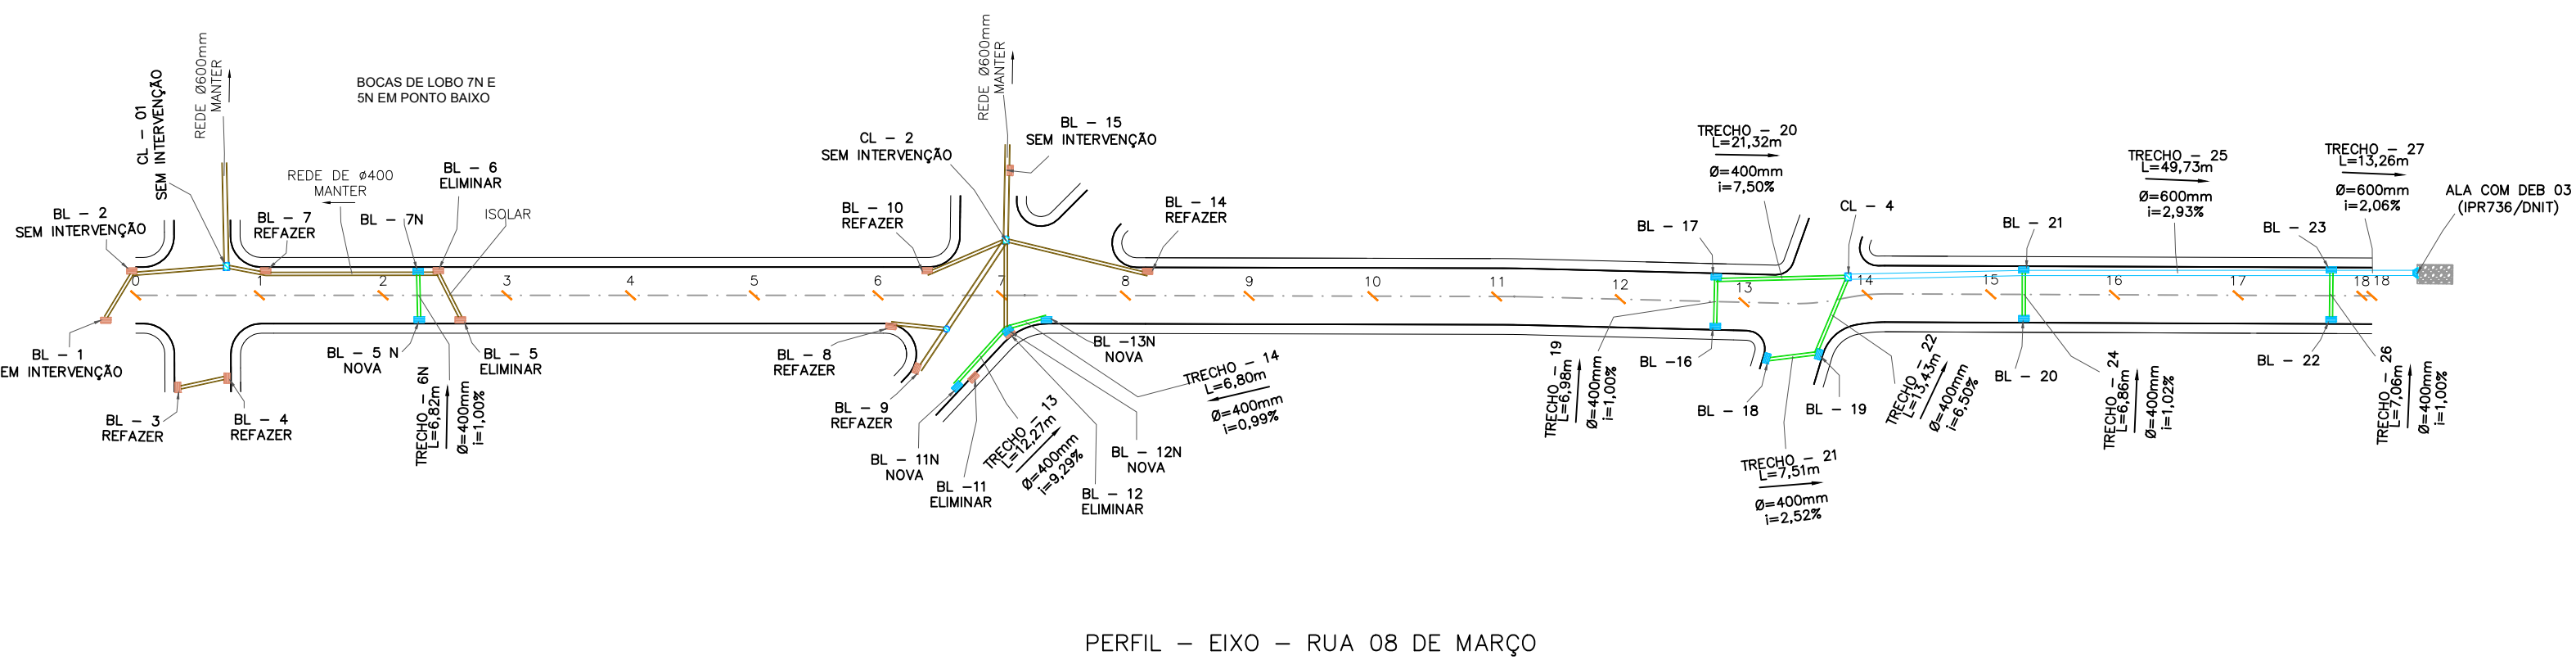 REDE Ø600mm
MANTER
CL - 01
SEM INTERVENÇÃO
BOCAS DE LOBO 7N E
5N EM PONTO BAIXO
REDE DE ø400
MANTER
BL - 6
ELIMINAR
BL - 2
SEM INTERVENÇÃO
BL - 7
REFAZER
BL - 7N
ISOLAR
BL - 1
EM INTERVENÇÃO
BL - 3
REFAZER
BL - 4
REFAZER
BL - 5 N
NOVA
BL - 5
ELIMINAR
TRECHO - 6N
L=6,82m
Ø=400mm
i=1,00%
REDE Ø600mm
MANTER
CL - 2
SEM INTERVENÇÃO
BL - 15
SEM INTERVENÇÃO
BL - 10
REFAZER
BL - 14
REFAZER
BL - 8
REFAZER
BL - 9
REFAZER
BL - 11N
NOVA
BL -11
ELIMINAR
TRECHO - 13
L=12,27m
Ø=400mm
i=9,29%
BL - 12
ELIMINAR
BL - 12N
NOVA
BL -13N
NOVA
TRECHO - 14
L=6,80m
Ø=400mm
i=0,99%
TRECHO - 20
L=21,32m
Ø=400mm
i=7,50%
BL - 17
CL - 4
BL - 21
TRECHO - 25
L=49,73m
Ø=600mm
i=2,93%
TRECHO - 27
L=13,26m
Ø=600mm
i=2,06%
BL - 23
ALA COM DEB 03
(IPR736/DNIT)
0
1
2
3
4
5
6
7
8
9
10
11
12
13
14
15
16
17
18
18
TRECHO - 19
L=6,98m
Ø=400mm
i=1,00%
BL -16
BL - 18
BL - 19
TRECHO - 21
L=7,51m
Ø=400mm
i=2,52%
TRECHO - 22
L=13,43m
Ø=400mm
i=6,50%
BL - 20
TRECHO - 24
L=6,86m
Ø=400mm
i=1,02%
BL - 22
TRECHO - 26
L=7,06m
Ø=400mm
i=1,00%
PERFIL - EIXO - RUA 08 DE MARÇO